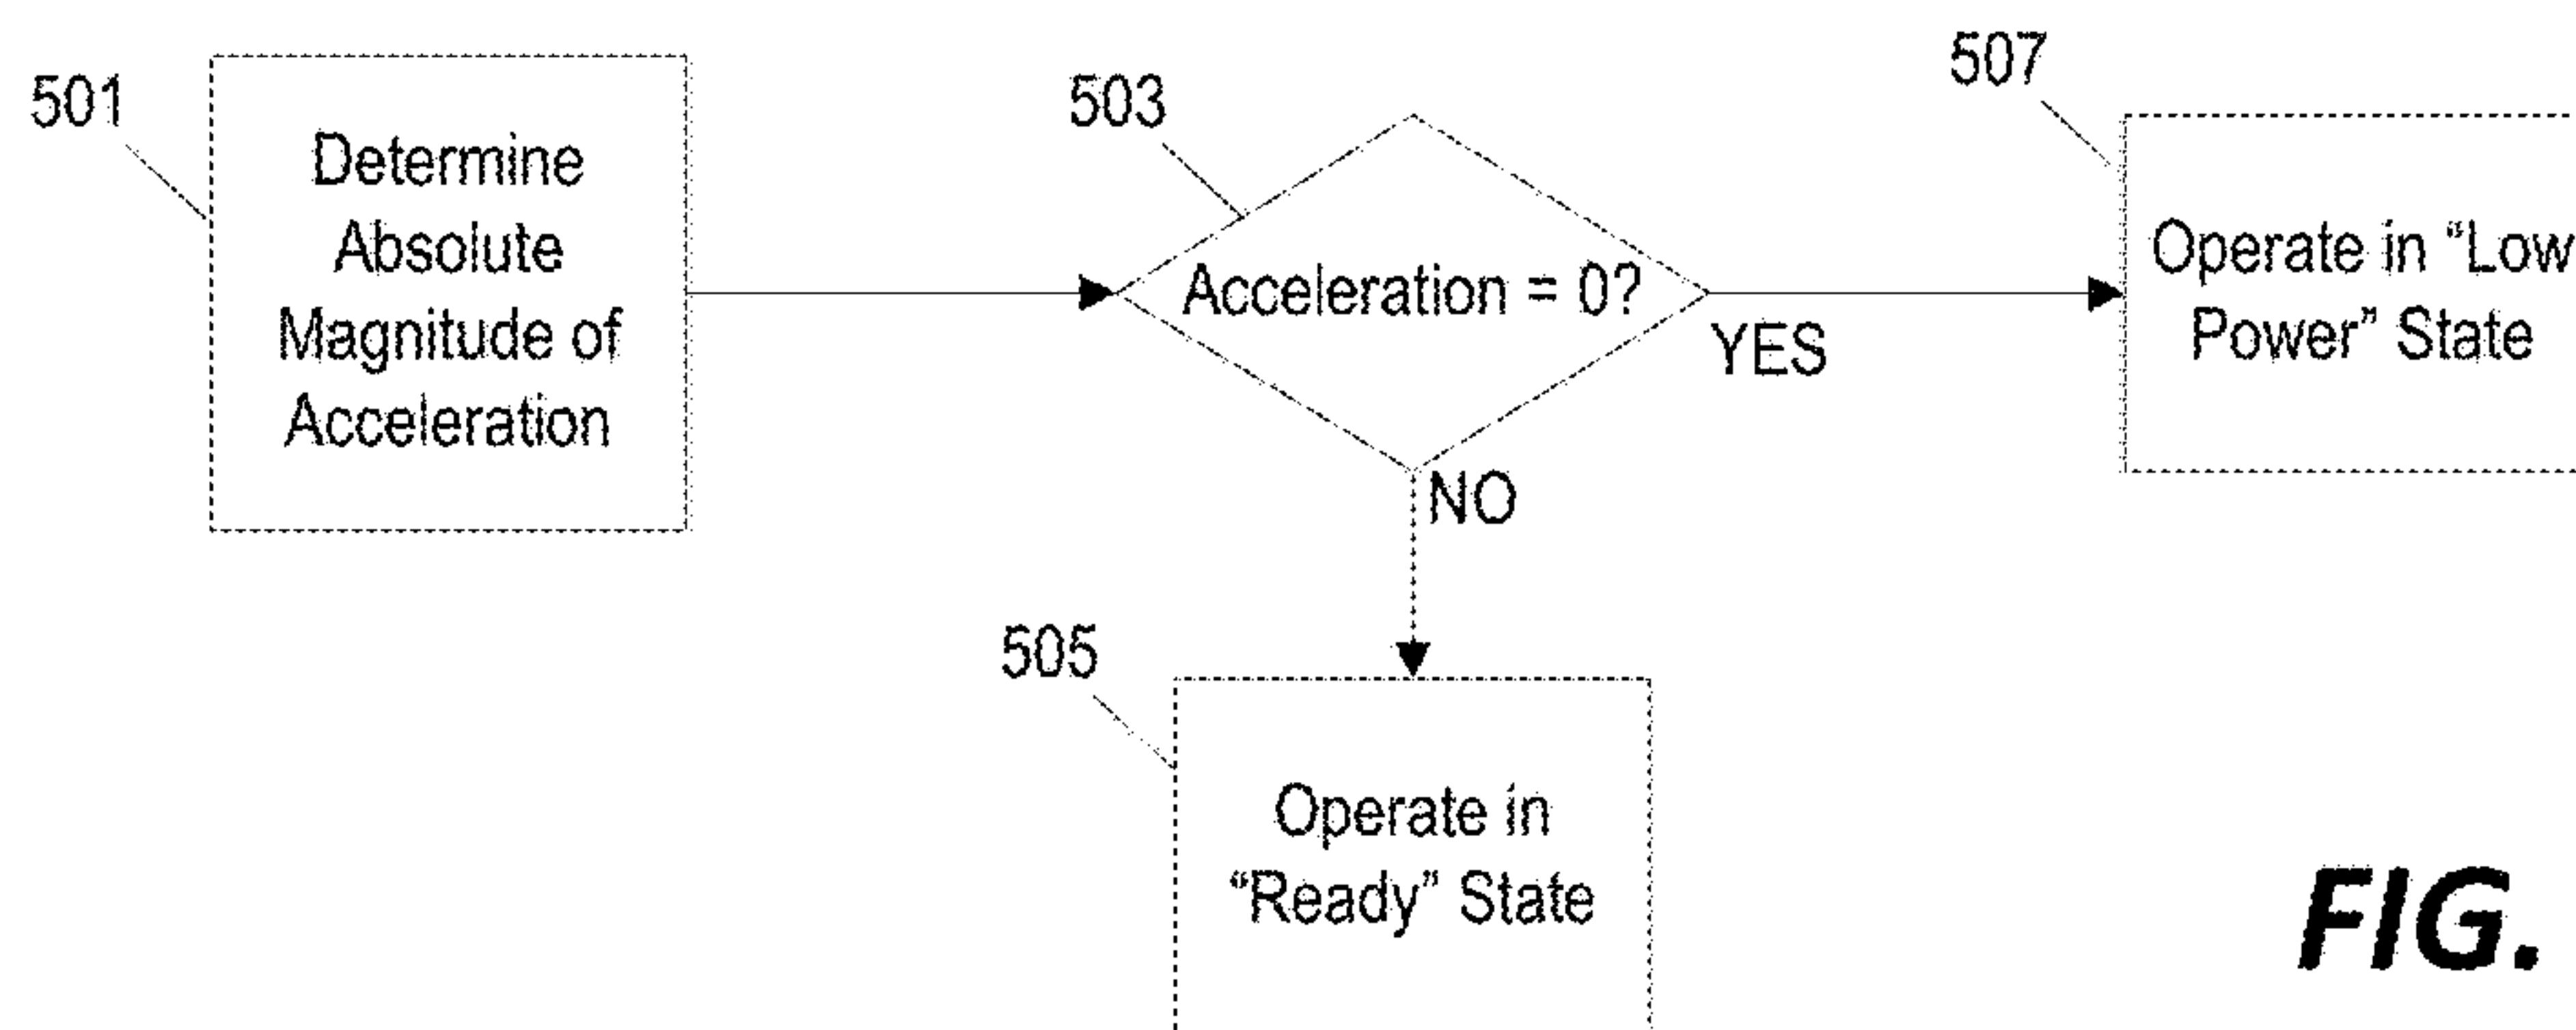 501
Determine
Absolute
Magnitude of
Acceleration
503
Acceleration = 0?
YES
NO
507
Operate in “Low
Power” State
505
Operate in
“Ready” State
FIG.